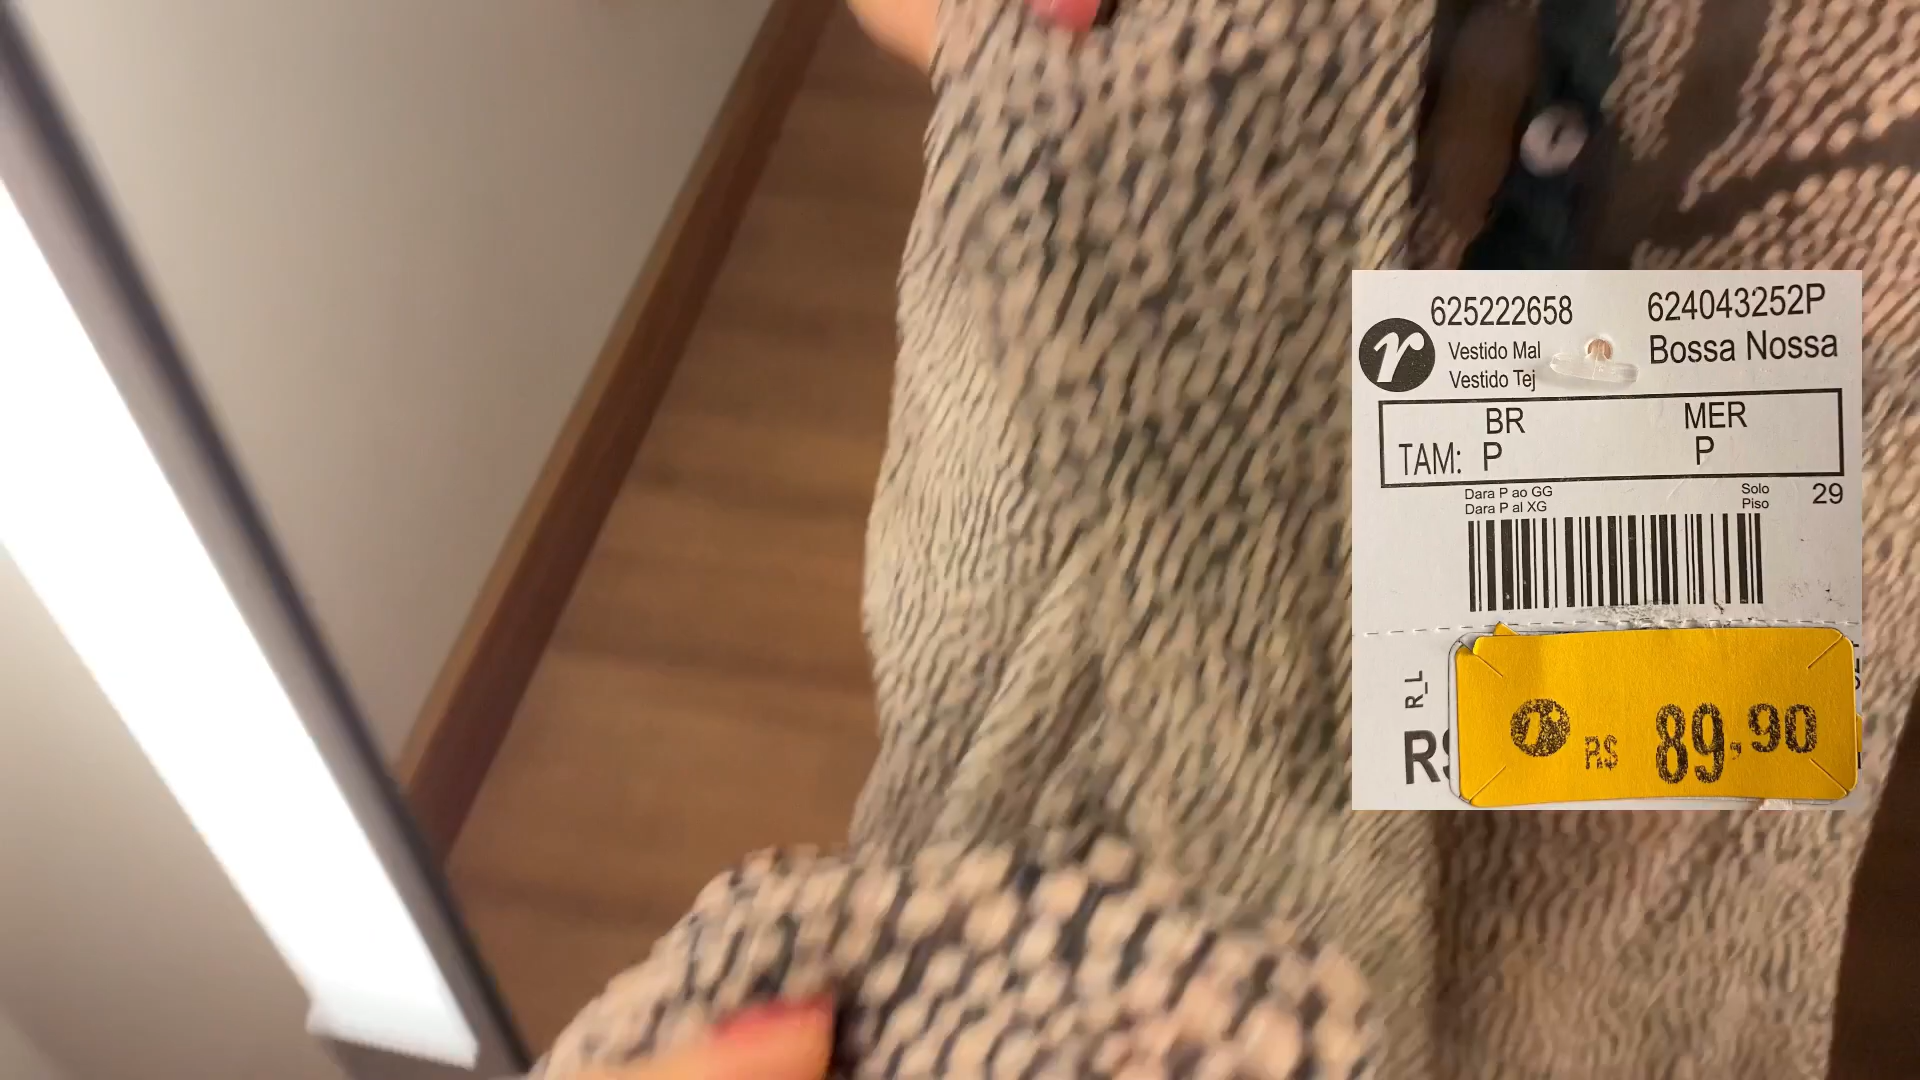 625222658
624043252P
Vestido Mal
Bossa Nossa
Vestido Tej
BR MER
TAM: P P
Dara P ao GG
Dara P al XG
Solo
Piso
29
R_L
R$
R$ 89,90